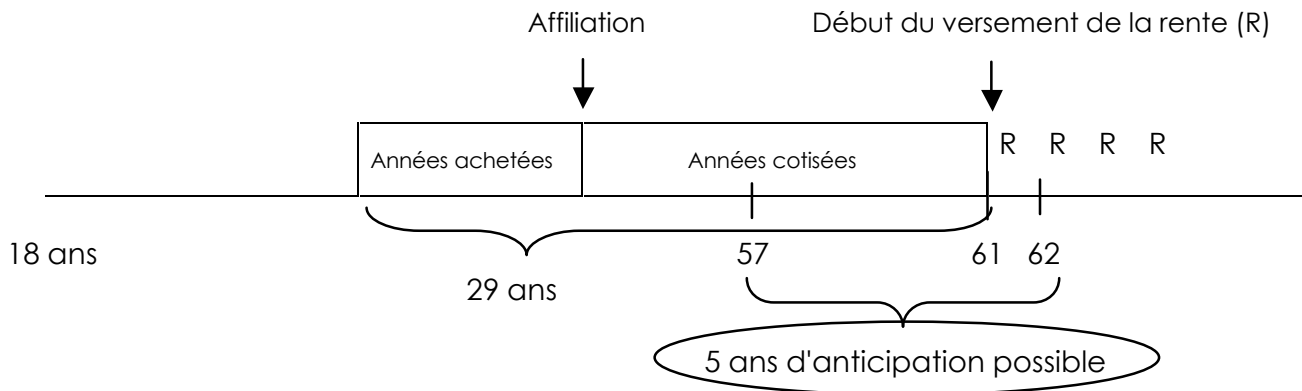 Affiliation Début du versement de la rente (R)
Années achetées Années cotisées R R R R
18 ans 57 61 62
29 ans
5 ans d'anticipation possible